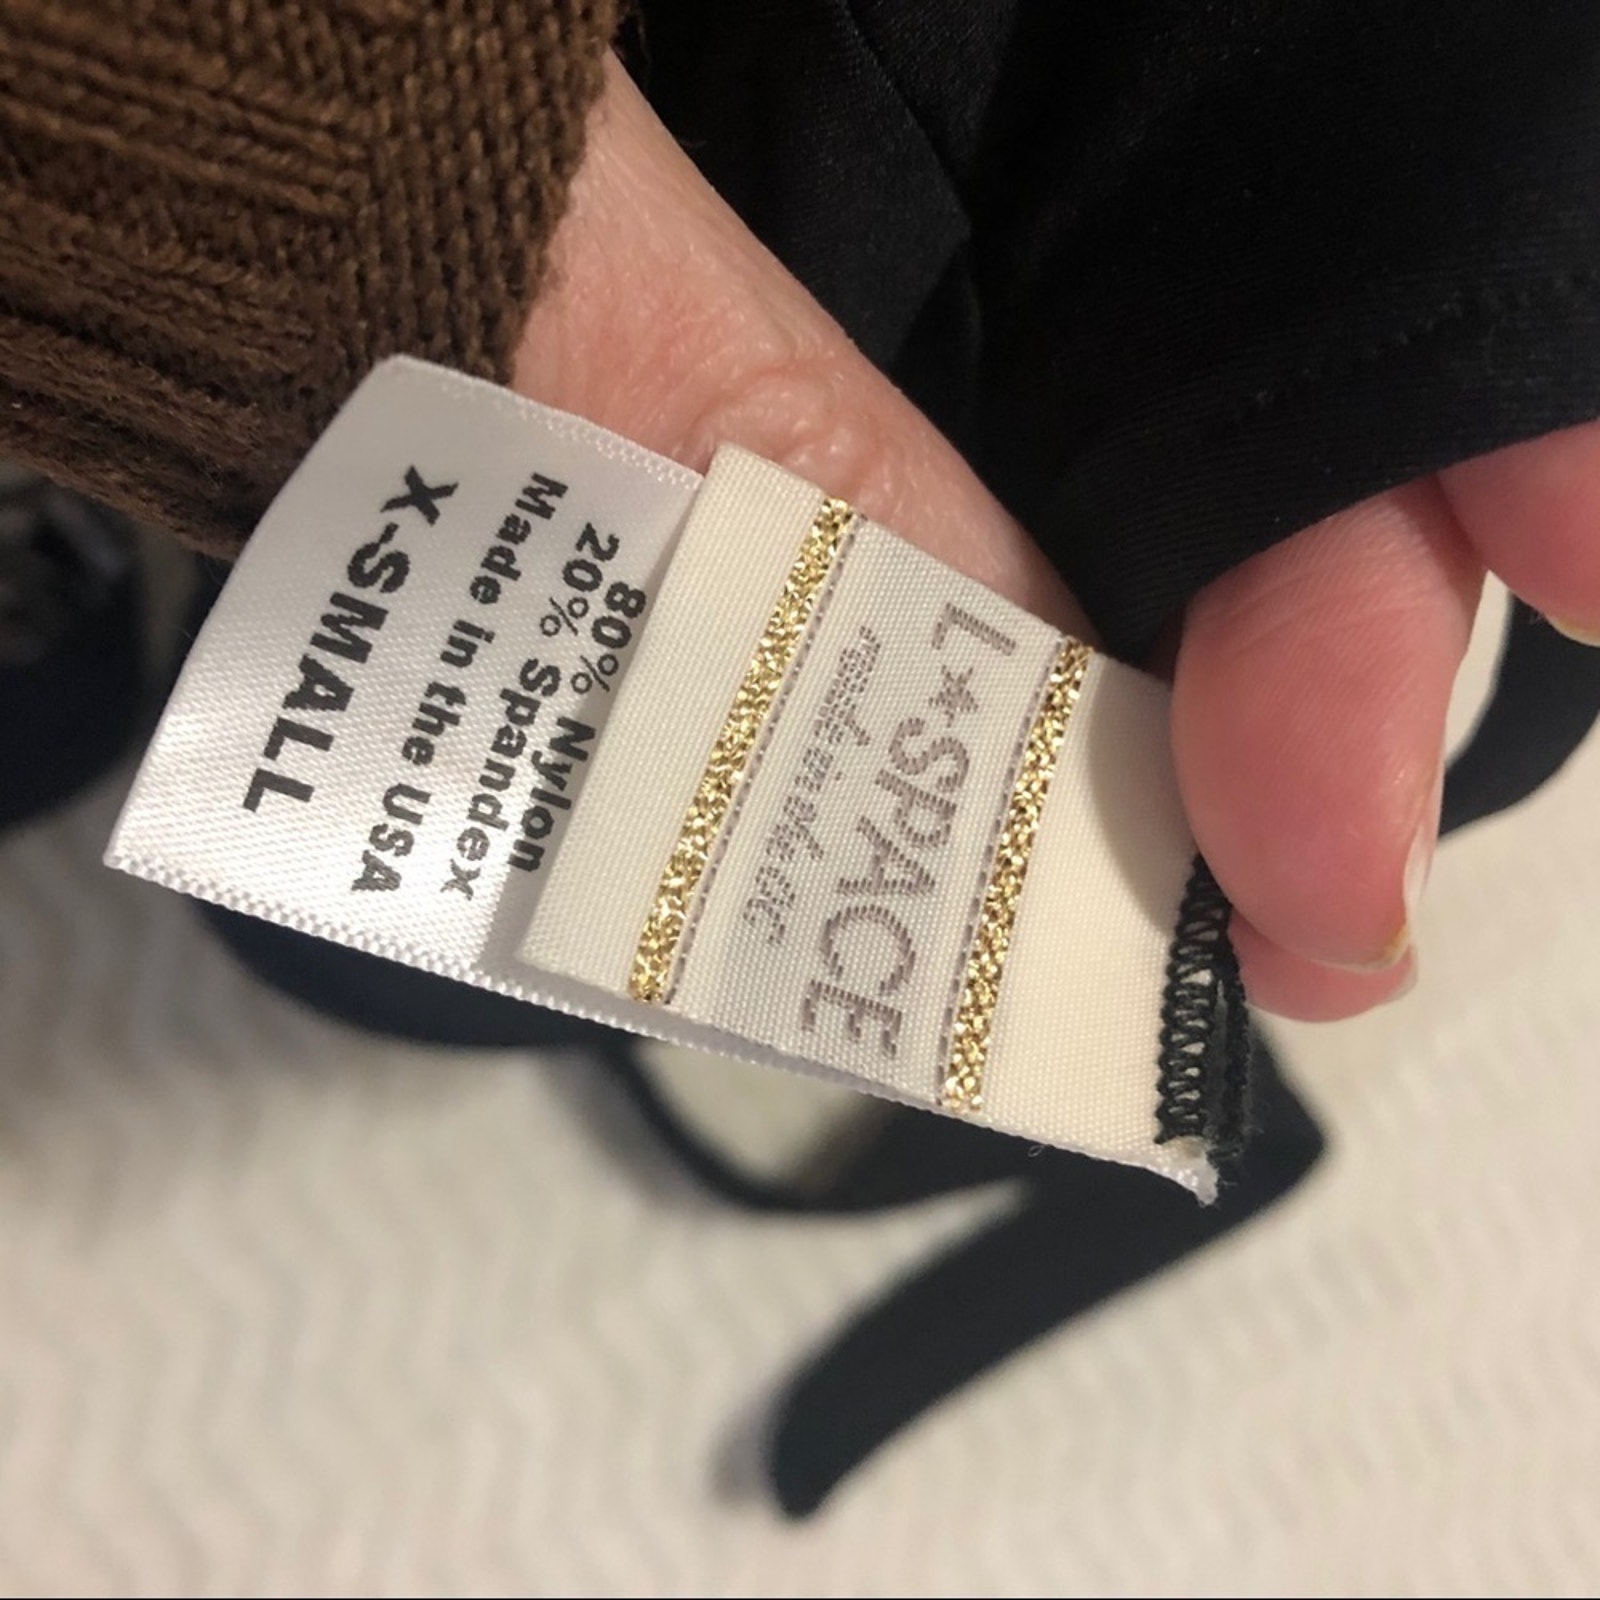 L*SPACE
80% Nylon
20% Spandex
Made in the USA
X-SMALL